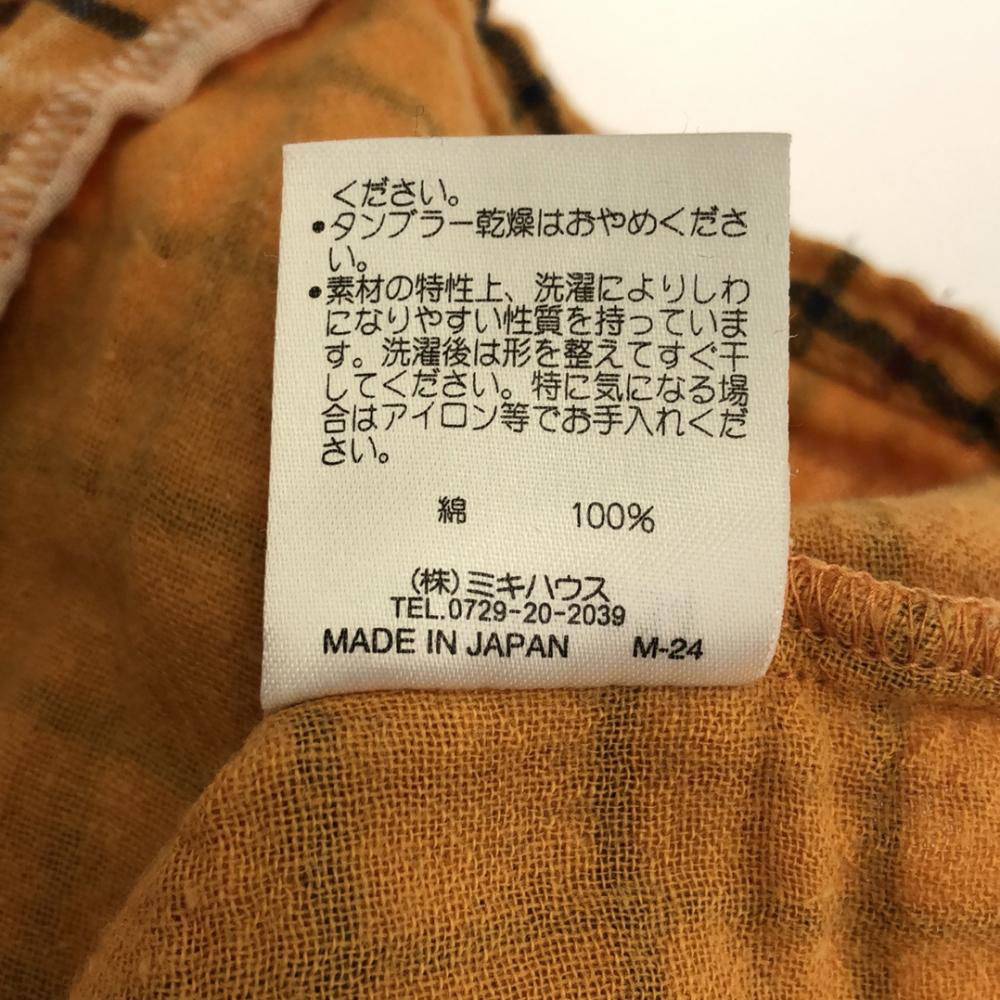 ください。
●タンブラー乾燥はおやめくださ
い。
●素材の特性上、洗濯によりしわ
になりやすい性質を持っていま
す。洗濯後は形を整えてすぐ干
してください。特に気になる場
合はアイロン等でお手入れくだ
さい。
綿 100%
(株)ミキハウス
TEL.0729-20-2039
MADE IN JAPAN M-24